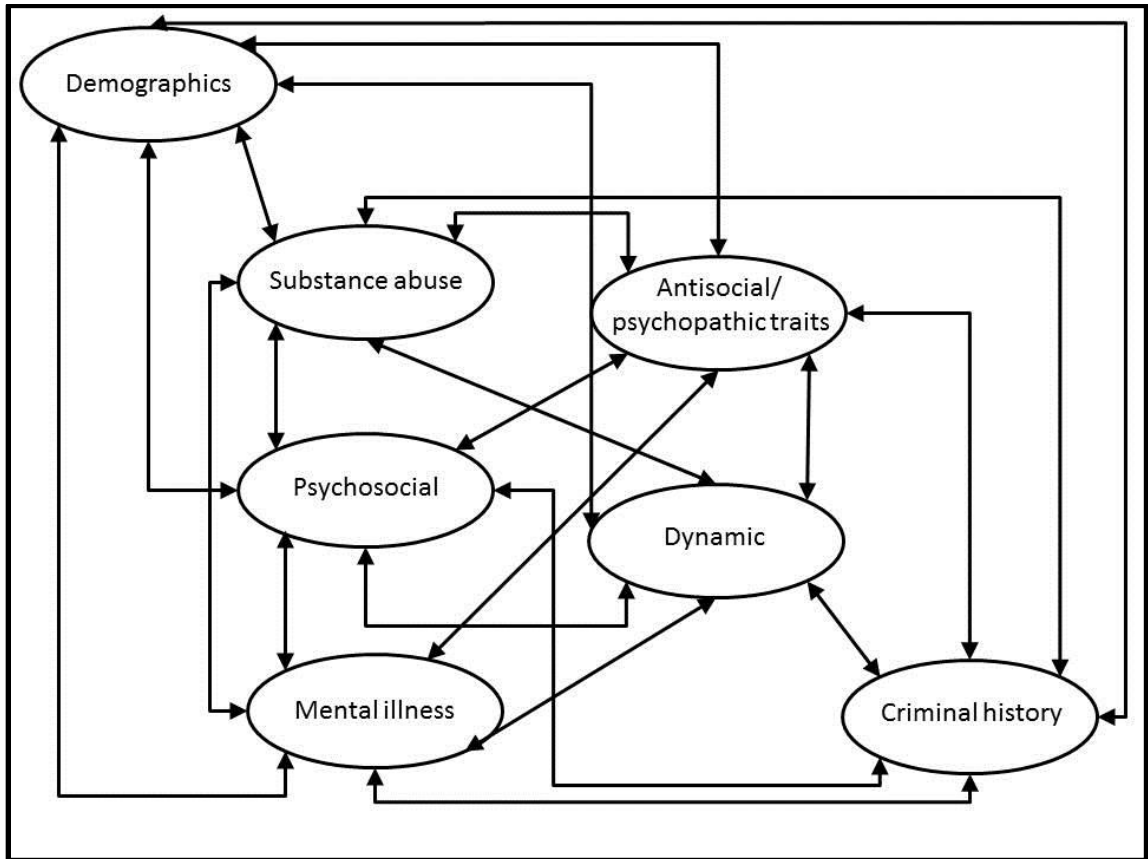 Demographics
Substance abuse
Antisocial/
psychopathic traits
Psychosocial
Dynamic
Mental illness
Criminal history